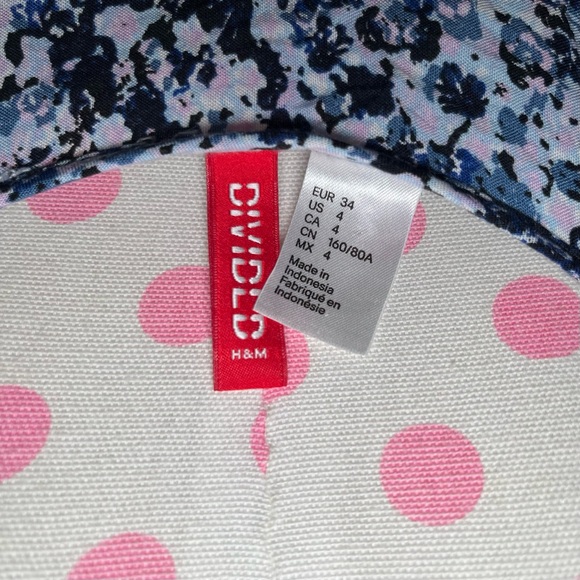 DIVIDED
H&M
EUR 34
US 4
CA 4
CN 160/80A
MX 4
Made in
Indonesia
Fabriqué en
Indonésie